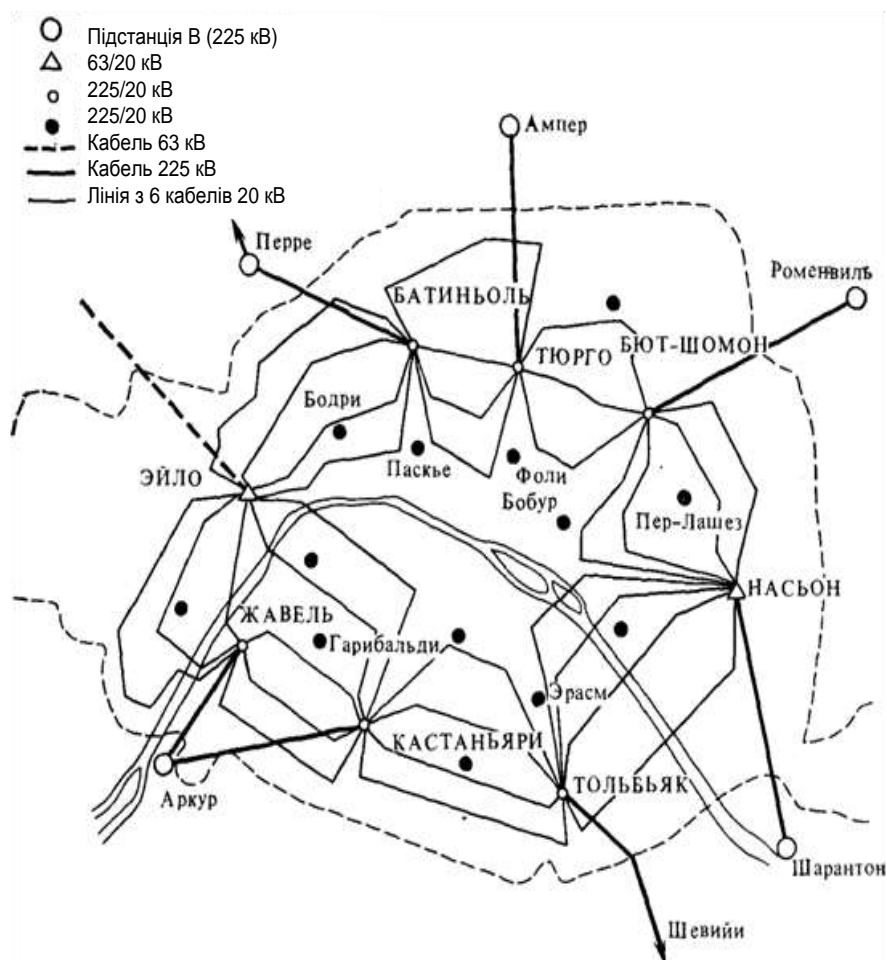 Підстанція В (225 кВ)
63/20 кВ
225/20 кВ
225/20 кВ
Кабель 63 кВ
Кабель 225 кВ
Лінія з 6 кабелів 20 кВ
Ампер
Перре
Роменвиль
БАТИНЬОЛЬ
ТЮРГО
БЮТ-ШОМОН
Бодри
Паскье
Фоли
Бобур
ЭЙЛО
Пер-Лашез
НАСЬОН
ЖАВЕЛЬ
Гарибальди
Эрасм
КАСТАНЬЯРИ
ТОЛЬБЬЯК
Аркур
Шарантон
Шевийи